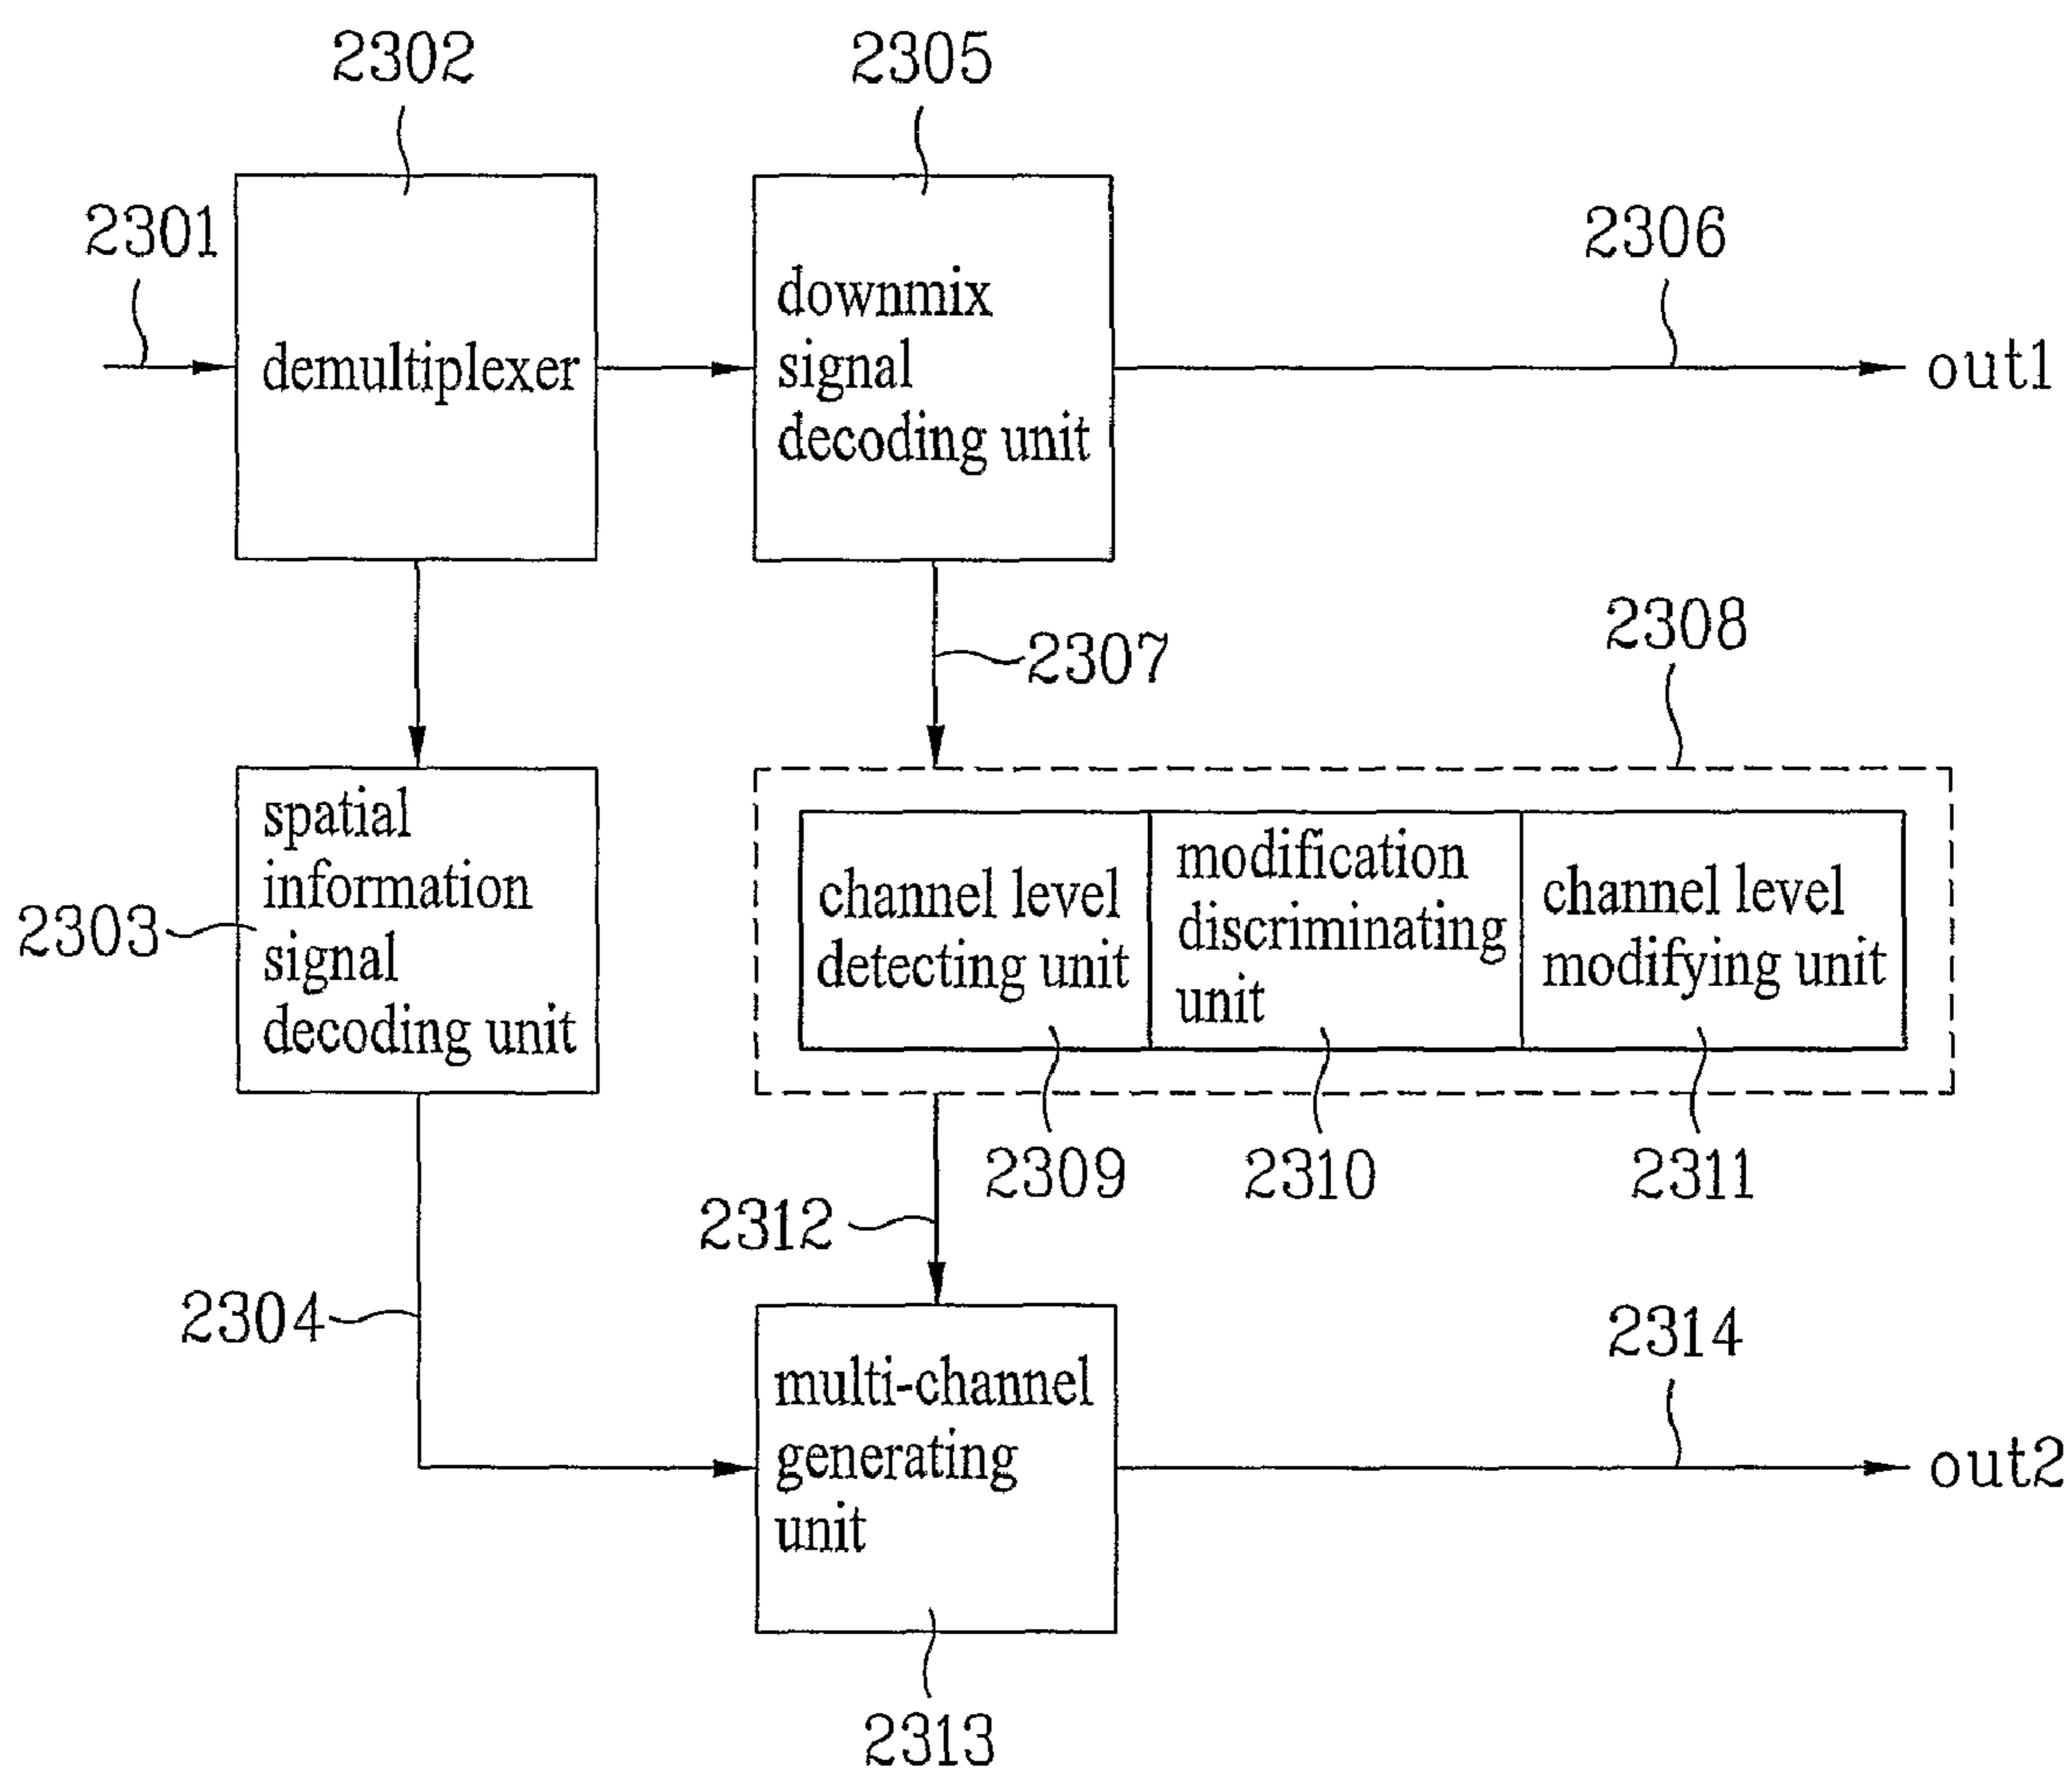 2302
2305
2301
2306
demultiplexer
downmix
signal
decoding unit
out1
2307
2308
spatial
information
signal
decoding unit
2303
channel level
detecting unit
modification
discriminating
unit
channel level
modifying unit
2309
2310
2311
2312
2304
multi-channel
generating
unit
2314
out2
2313